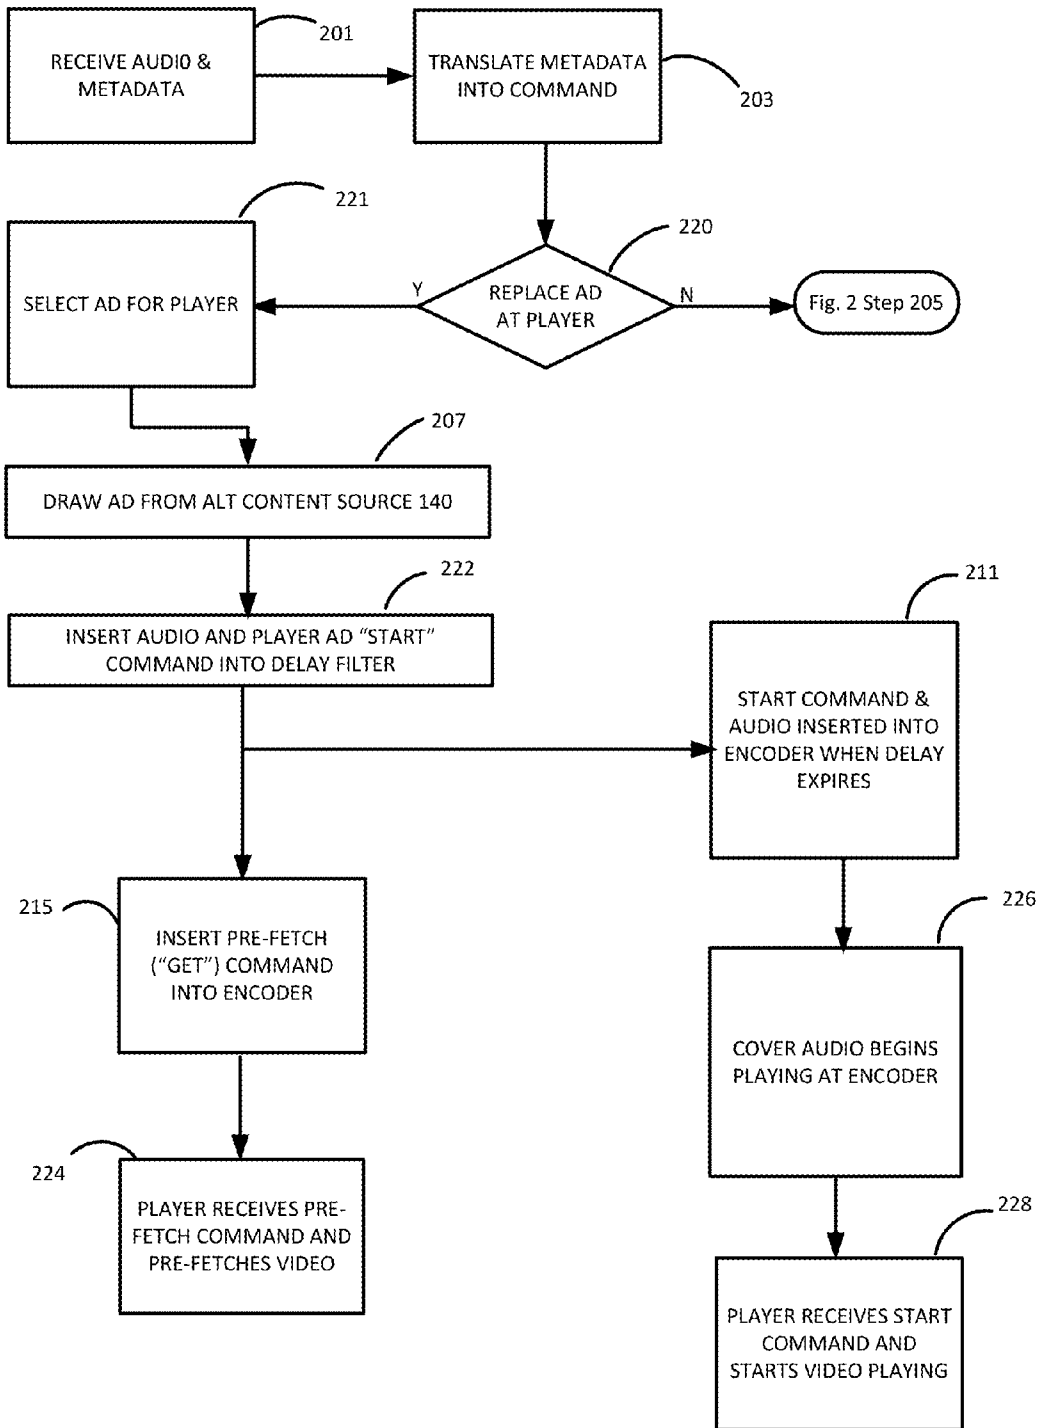 RECEIVE AUDIO &
METADATA
201
TRANSLATE METADATA
INTO COMMAND
203
221
SELECT AD FOR PLAYER
Y
REPLACE AD
AT PLAYER
220
N
Fig. 2 Step 205
207
DRAW AD FROM ALT CONTENT SOURCE 140
222
INSERT AUDIO AND PLAYER AD “START”
COMMAND INTO DELAY FILTER
211
START COMMAND &
AUDIO INSERTED INTO
ENCODER WHEN DELAY
EXPIRES
215
INSERT PRE-FETCH
(“GET”) COMMAND
INTO ENCODER
226
COVER AUDIO BEGINS
PLAYING AT ENCODER
224
PLAYER RECEIVES PRE-
FETCH COMMAND AND
PRE-FETCHES VIDEO
228
PLAYER RECEIVES START
COMMAND AND
STARTS VIDEO PLAYING